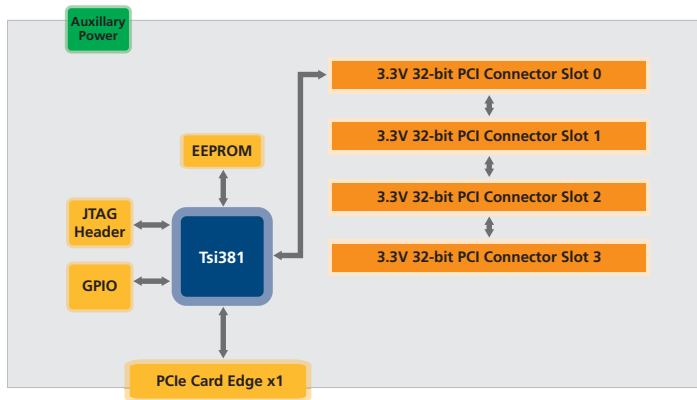 Auxillary
Power
3.3V 32-bit PCI Connector Slot 0
3.3V 32-bit PCI Connector Slot 1
EEPROM
3.3V 32-bit PCI Connector Slot 2
JTAG
Header
Tsi381
3.3V 32-bit PCI Connector Slot 3
GPIO
PCIe Card Edge x1